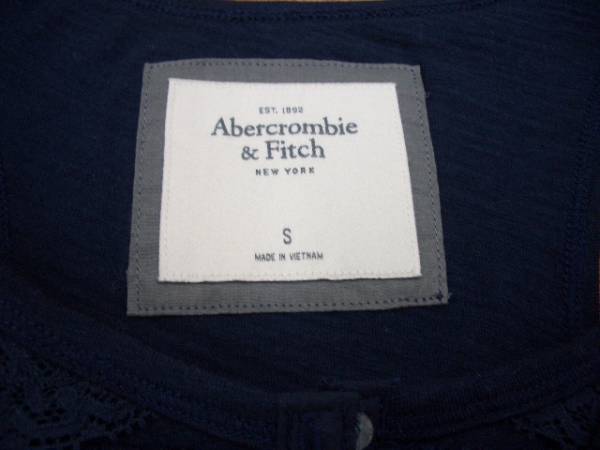 EST. 1892
Abercrombie
& Fitch
NEW YORK
S
MADE IN VIETNAM